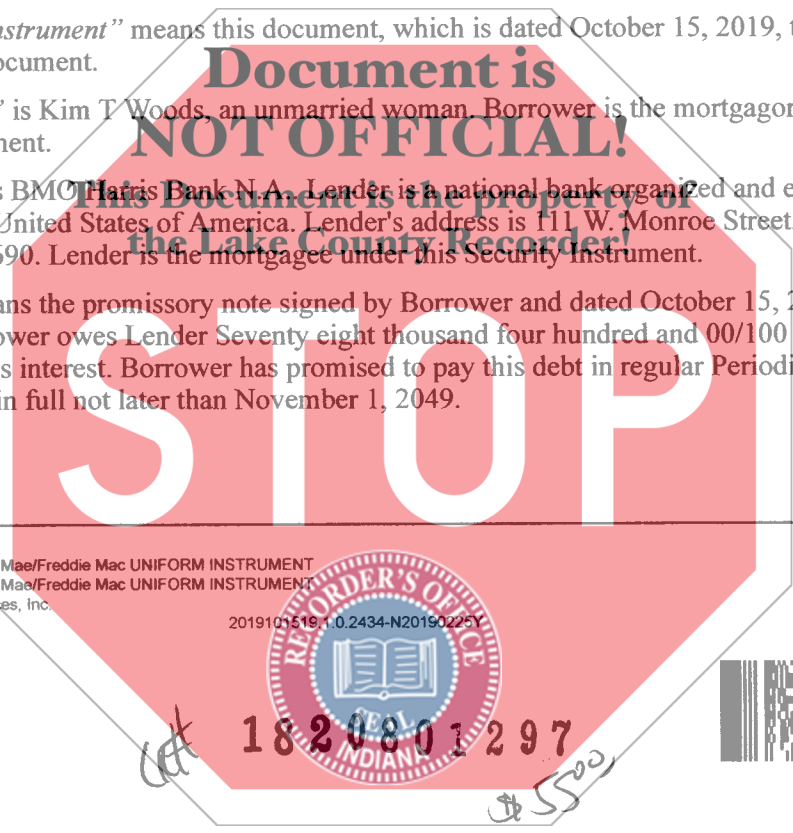 nstrument” means this document, which is dated October 15, 2019, t
ocument.
Document is
” is Kim T Woods, an unmarried woman. Borrower is the mortgagor
NOT OFFICIAL!
nent.
s BMO Harris Bank N.A. Lender is a national bank organized and e
This Document is the property of
United States of America. Lender's address is 111 W. Monroe Street
the Lake County Recorder!
590. Lender is the mortgagee under this Security Instrument.
ans the promissory note signed by Borrower and dated October 15, 2
ower owes Lender Seventy eight thousand four hundred and 00/100
s interest. Borrower has promised to pay this debt in regular Periodi
in full not later than November 1, 2049.
STOP
Mae/Freddie Mac UNIFORM INSTRUMENT
Mae/Freddie Mac UNIFORM INSTRUMENT
es, Inc.
2019101519.1.0.2434-N20190225Y
RECORDER'S OFFICE
SEAL
INDIANA
1820801297
$5500